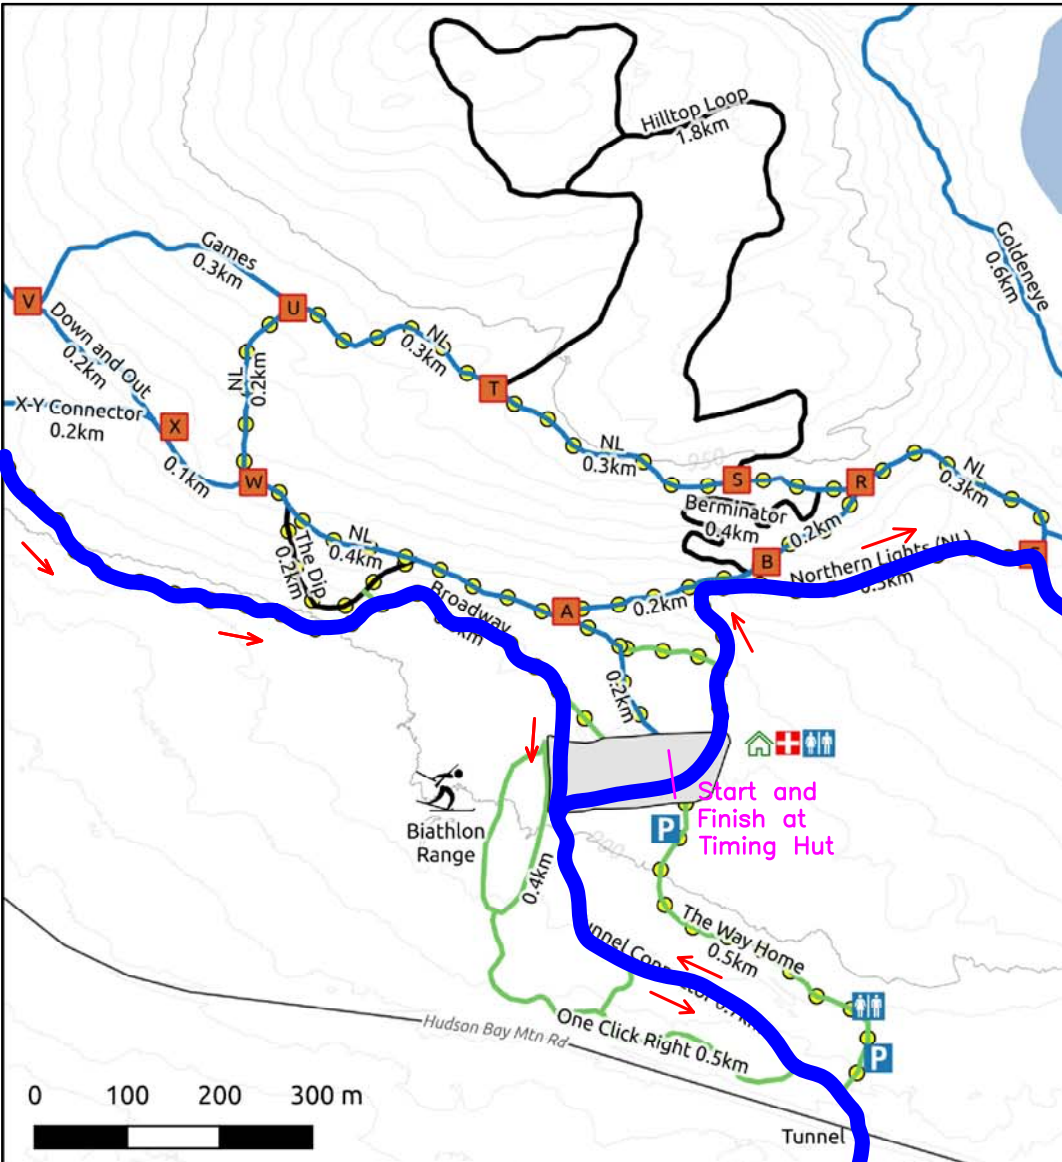 Hilltop Loop
1.8km
Goldeneye
0.6km
Games
0.3km
V
U
Down and Out
0.2km
NL
0.2km
NL
0.3km
T
X-Y Connector
0.2km
X
0.1km
W
NL
0.3km
950
S
R
NL
0.3km
Berminator
0.4km
0.2km
B
NL
0.4km
The Dip
0.2km
Northern Lights (NL)
Broadway
A
0.2km
0.2km
Start and
Finish at
Timing Hut
P
Biathlon
Range
0.4km
The Way Home
0.5km
One Click Right 0.5km
Hudson Bay Mtn Rd
P
Tunnel
0 100 200 300 m